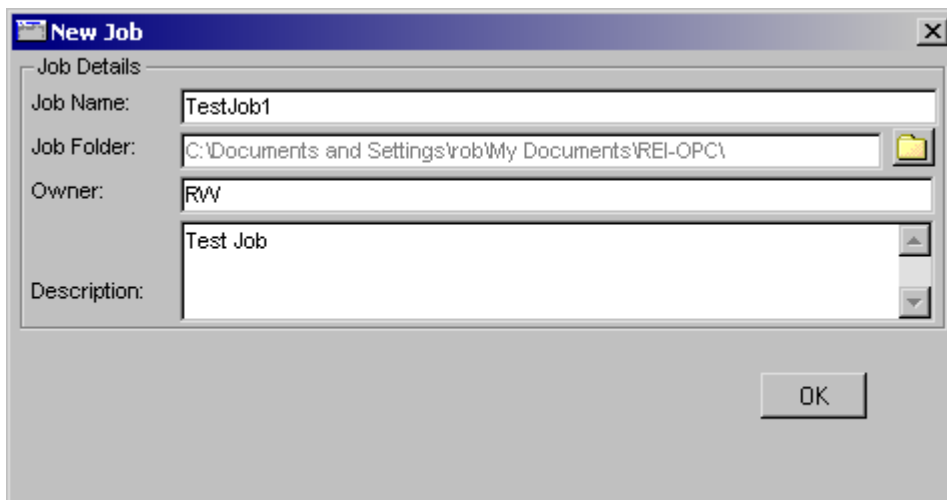 New Job
Job Details
Job Name: TestJob1
Job Folder: C:\Documents and Settings\rob\My Documents\REI-OPC\
Owner: RW
Test Job
Description:
OK